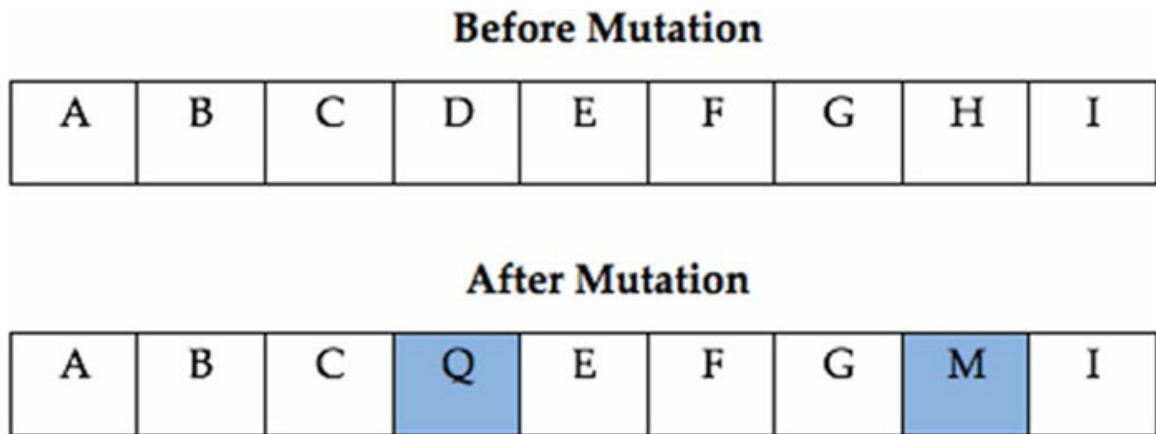 Before Mutation
A B C D E F G H I
After Mutation
A B C Q E F G M I